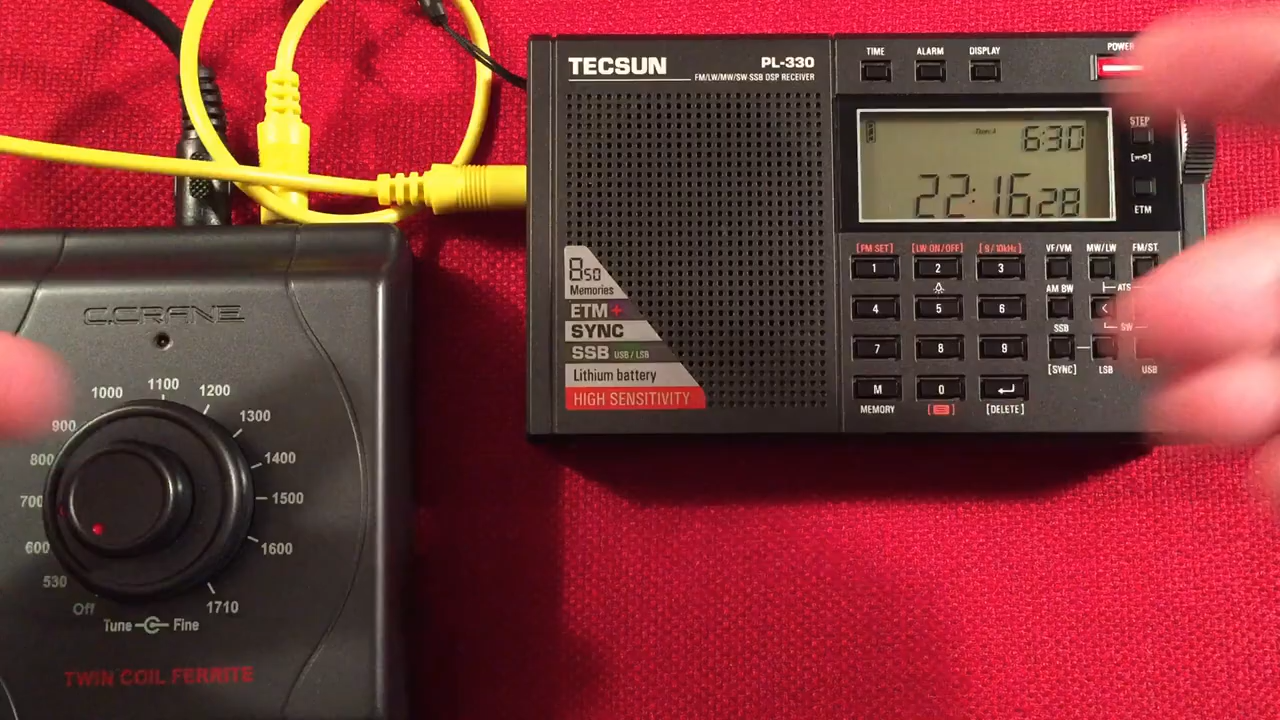 TECSUN
PL-330
FM/LW/MW/SW-SSB DSP RECEIVER
850
Memories
ETM+
SYNC
SSB USB / LSB
Lithium battery
HIGH SENSITIVITY
TIME ALARM DISPLAY POWER
6:30
22:16 28
STEP
ETM
[FM SET] [LW ON/OFF] [9/10kHz] VF/VM MW/LW FM/ST.
1 2 3
AM BW ATS
4 5 6 <
SSB SW
7 8 9
[SYNC] LSB USB
M 0
MEMORY [DELETE]
C.CRANE
1000 1100 1200
900 1300
800 1400
700 1500
600 1600
530 1710
Off
Tune Fine
TWIN COIL FERRITE